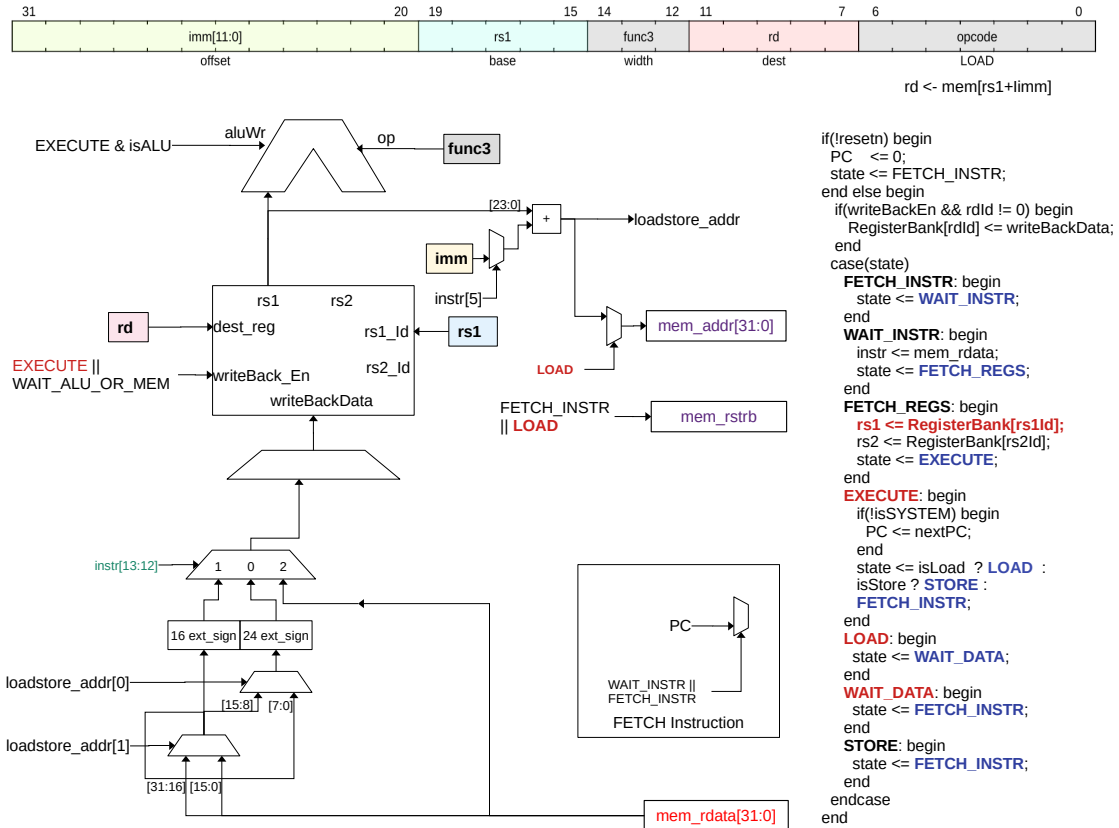 31 20 19 15 14 12 11 7 6 0
imm[11:0] rs1 func3 rd opcode
offset base width dest LOAD
rd <- mem[rs1+Iimm]
EXECUTE & isALU
aluWr
op
func3
[23:0]
+
loadstore_addr
imm
instr[5]
rs1 rs2
rd
dest_reg
rs1_Id
rs1
rs2_Id
EXECUTE ||
WAIT_ALU_OR_MEM
writeBack_En
writeBackData
mem_addr[31:0]
LOAD
FETCH_INSTR
|| LOAD
mem_rstrb
instr[13:12]
1 0 2
16 ext_sign 24 ext_sign
loadstore_addr[0]
[15:8] [7:0]
loadstore_addr[1]
[31:16] [15:0]
mem_rdata[31:0]
PC
WAIT_INSTR ||
FETCH_INSTR
FETCH Instruction
if(!resetn) begin
PC <= 0;
state <= FETCH_INSTR;
end else begin
if(writeBackEn && rdId != 0) begin
RegisterBank[rdId] <= writeBackData;
end
case(state)
FETCH_INSTR: begin
state <= WAIT_INSTR;
end
WAIT_INSTR: begin
instr <= mem_rdata;
state <= FETCH_REGS;
end
FETCH_REGS: begin
rs1 <= RegisterBank[rs1Id];
rs2 <= RegisterBank[rs2Id];
state <= EXECUTE;
end
EXECUTE: begin
if(!isSYSTEM) begin
PC <= nextPC;
end
state <= isLoad ? LOAD :
isStore ? STORE :
FETCH_INSTR;
end
LOAD: begin
state <= WAIT_DATA;
end
WAIT_DATA: begin
state <= FETCH_INSTR;
end
STORE: begin
state <= FETCH_INSTR;
end
endcase
end